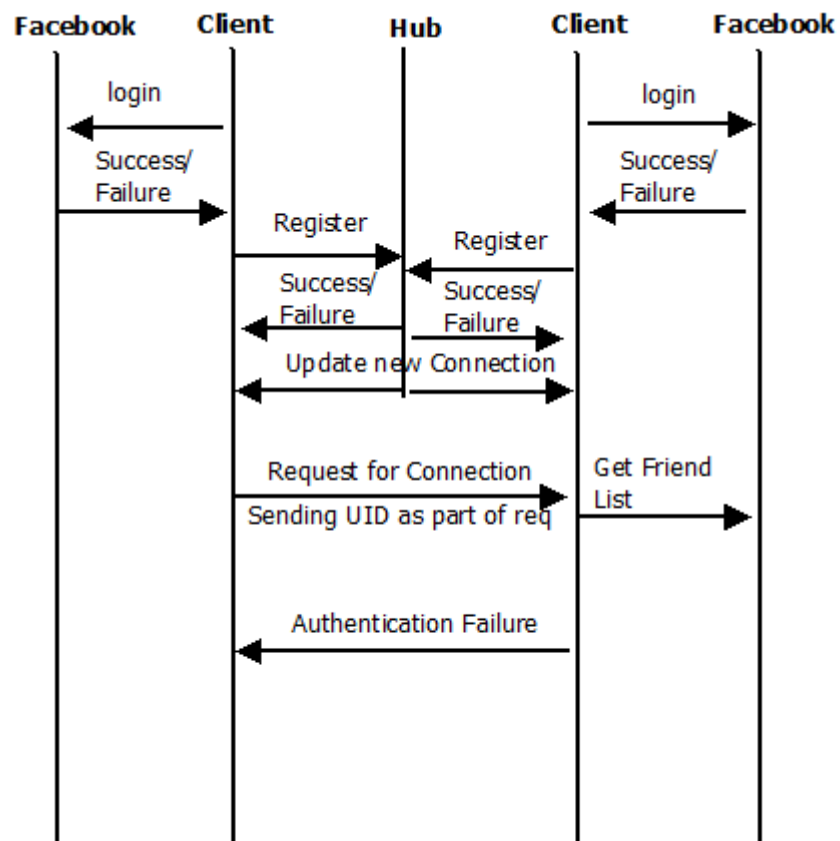 Facebook Client Hub Client Facebook
login
login
Success/
Failure
Success/
Failure
Register
Register
Success/
Failure
Success/
Failure
Update new Connection
Request for Connection
Sending UID as part of req
Get Friend
List
Authentication Failure